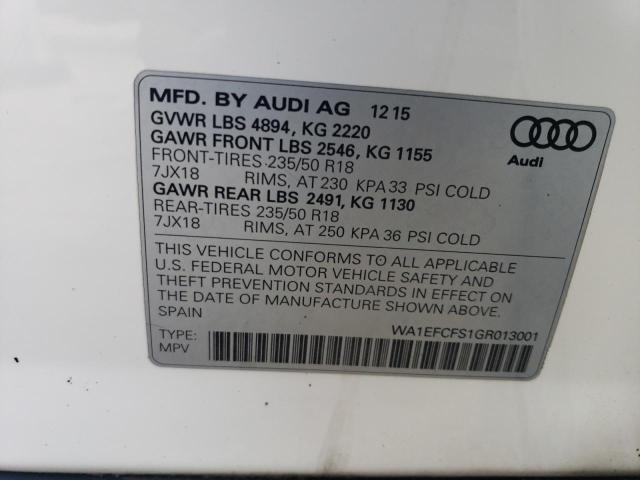 MFD. BY AUDI AG 12 15
GVWR LBS 4894, KG 2220
GAWR FRONT LBS 2546, KG 1155
FRONT-TIRES 235/50 R18
7JX18 RIMS, AT 230 KPA 33 PSI COLD
GAWR REAR LBS 2491, KG 1130
REAR-TIRES 235/50 R18
7JX18 RIMS, AT 250 KPA 36 PSI COLD
Audi
THIS VEHICLE CONFORMS TO ALL APPLICABLE
U.S. FEDERAL MOTOR VEHICLE SAFETY AND
THEFT PREVENTION STANDARDS IN EFFECT ON
THE DATE OF MANUFACTURE SHOWN ABOVE.
SPAIN
TYPE: WA1EFCFS1GR013001
MPV